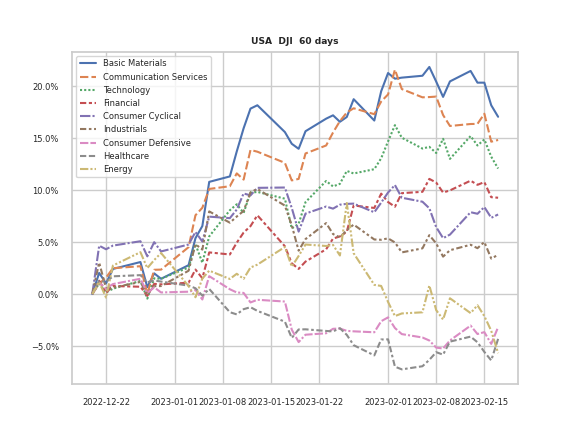 USA DJI 60 days
Basic Materials
Communication Services
Technology
Financial
Consumer Cyclical
Industrials
Consumer Defensive
Healthcare
Energy
20.0%
15.0%
10.0%
5.0%
0.0%
−5.0%
2022-12-22 2023-01-01 2023-01-08 2023-01-15 2023-01-22 2023-02-01 2023-02-08 2023-02-15